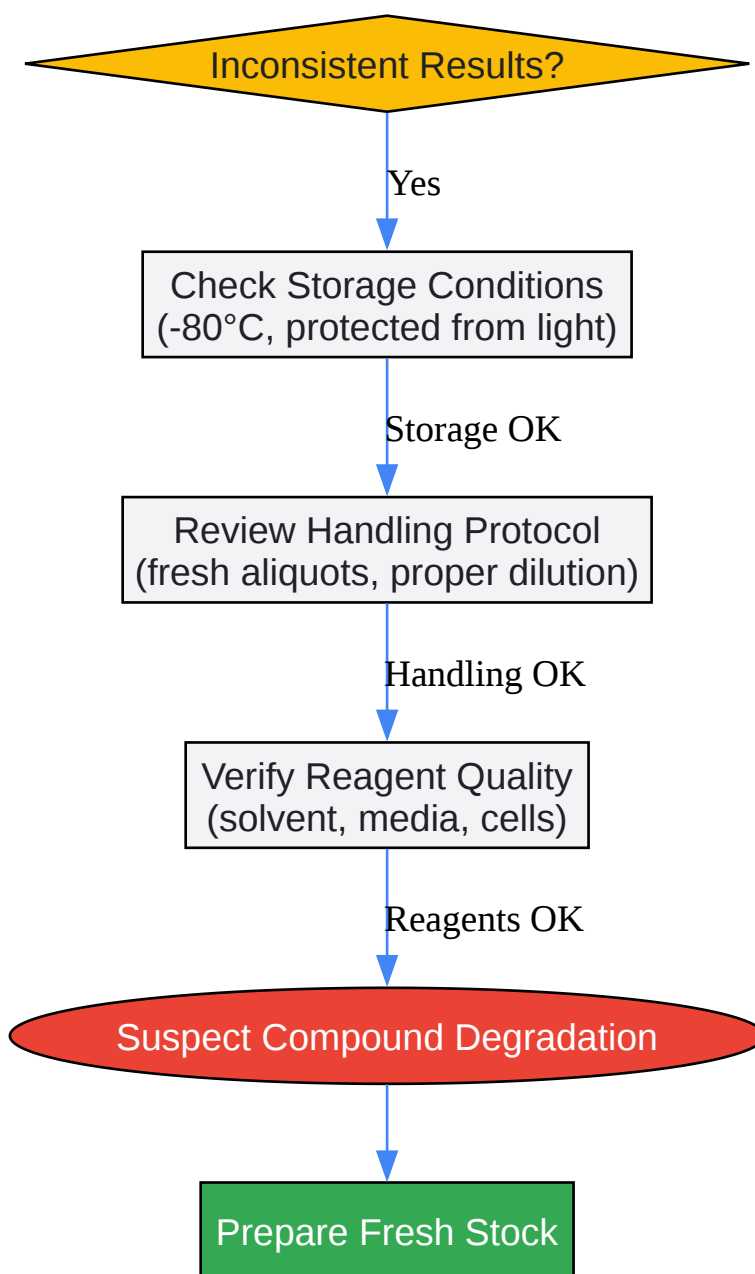 Inconsistent Results?
Yes
Check Storage Conditions
(-80°C, protected from light)
Storage OK
Review Handling Protocol
(fresh aliquots, proper dilution)
Handling OK
Verify Reagent Quality
(solvent, media, cells)
Reagents OK
Suspect Compound Degradation
Prepare Fresh Stock